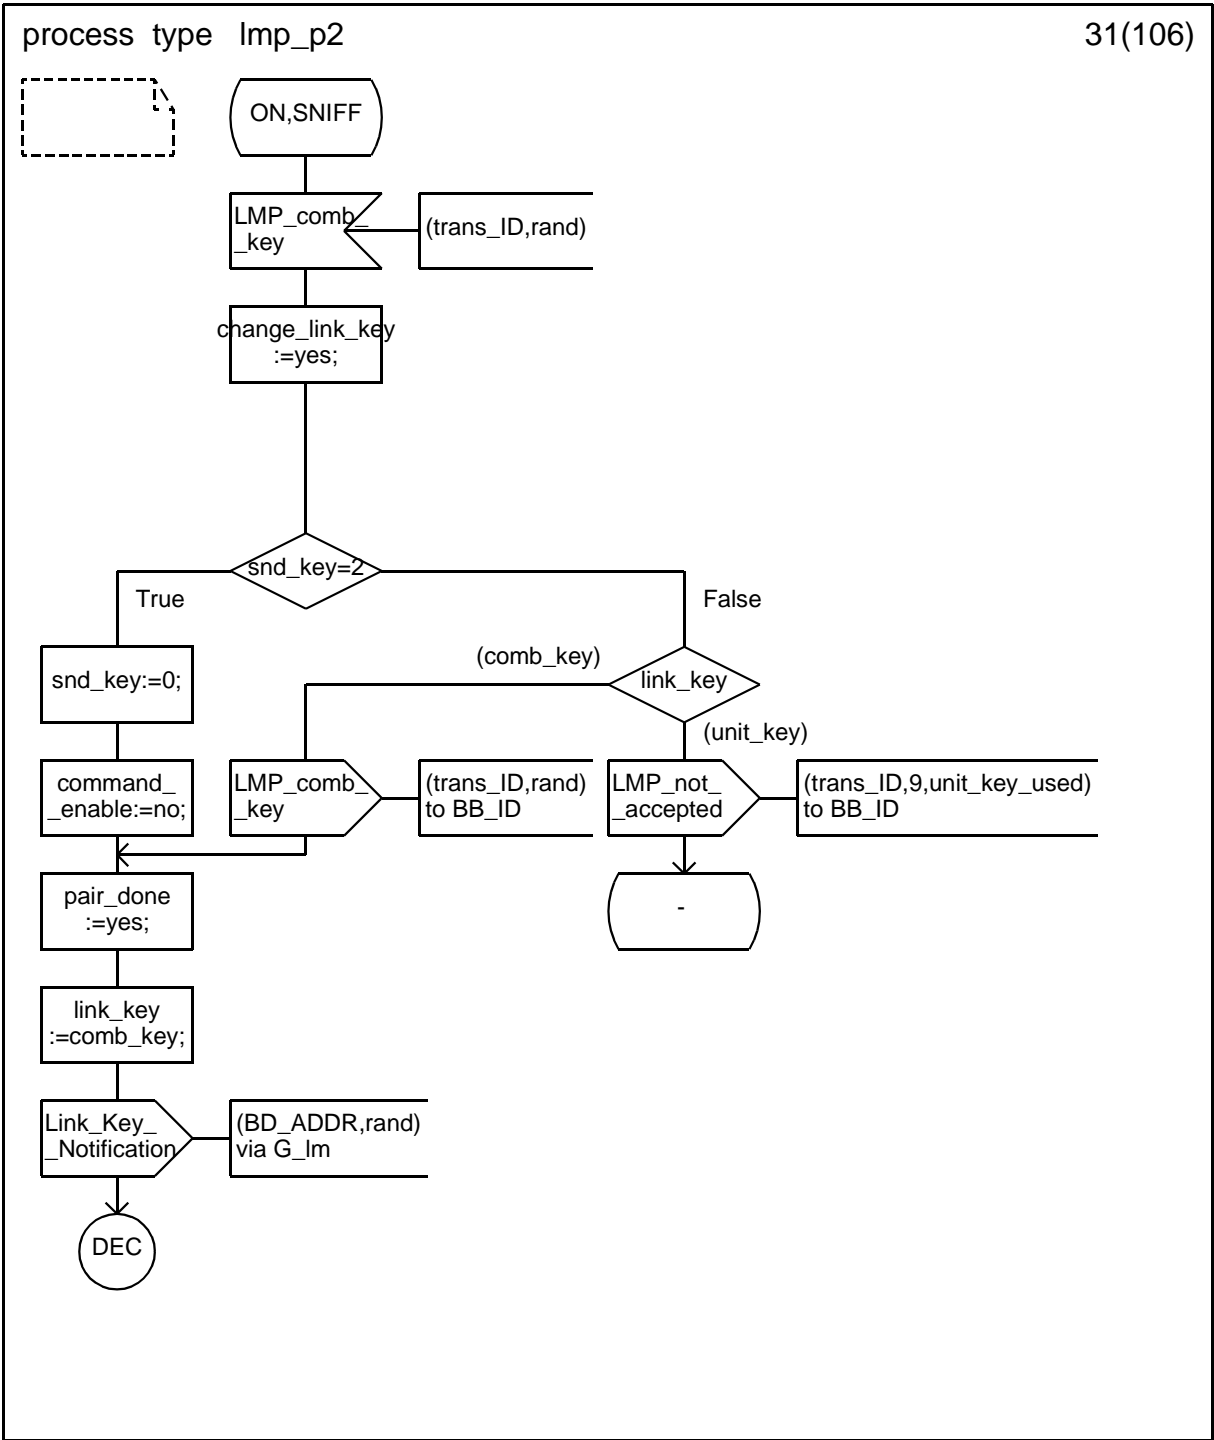 process type lmp_p2
31(106)
ON,SNIFF
LMP_comb_
_key
(trans_ID,rand)
change_link_key
:=yes;
snd_key=2
True
False
snd_key:=0;
(comb_key)
link_key
(unit_key)
command_
_enable:=no;
LMP_comb_
_key
(trans_ID,rand)
to BB_ID
LMP_not_
_accepted
(trans_ID,9,unit_key_used)
to BB_ID
pair_done
:=yes;
-
link_key
:=comb_key;
Link_Key_
_Notification
(BD_ADDR,rand)
via G_lm
DEC